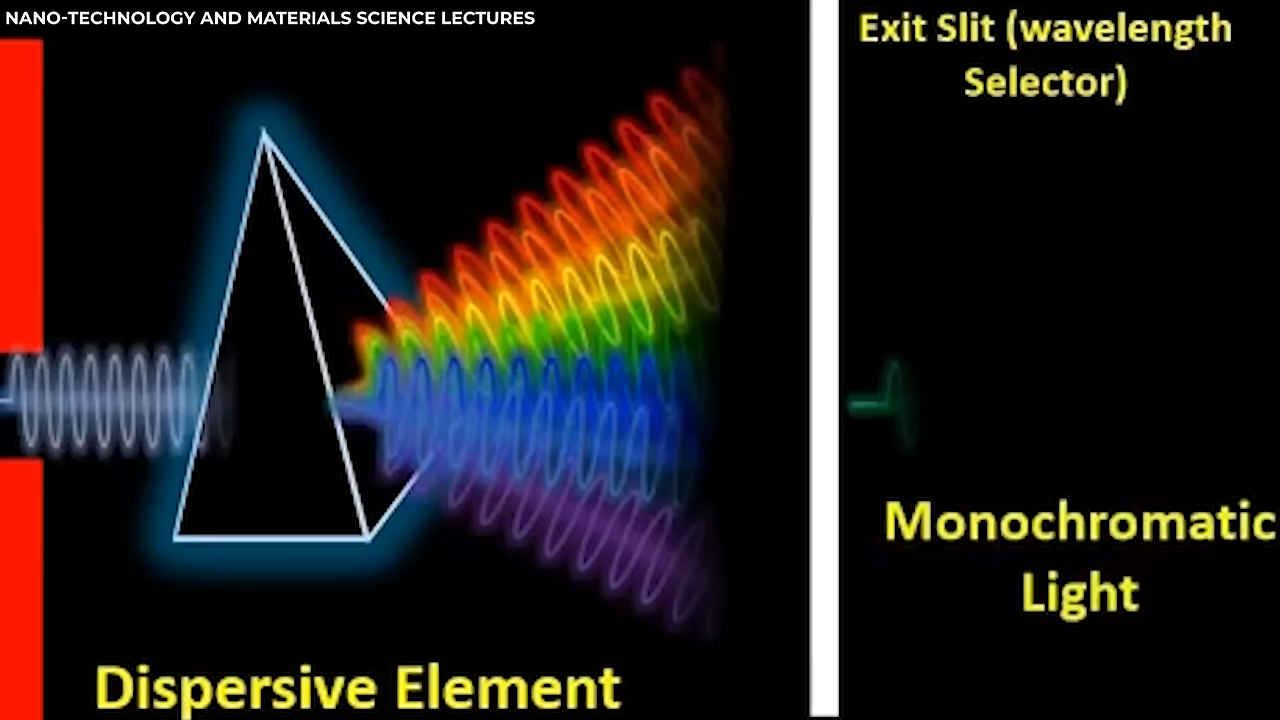 NANO-TECHNOLOGY AND MATERIALS SCIENCE LECTURES
Exit Slit (wavelength
Selector)
Monochromatic
Light
Dispersive Element